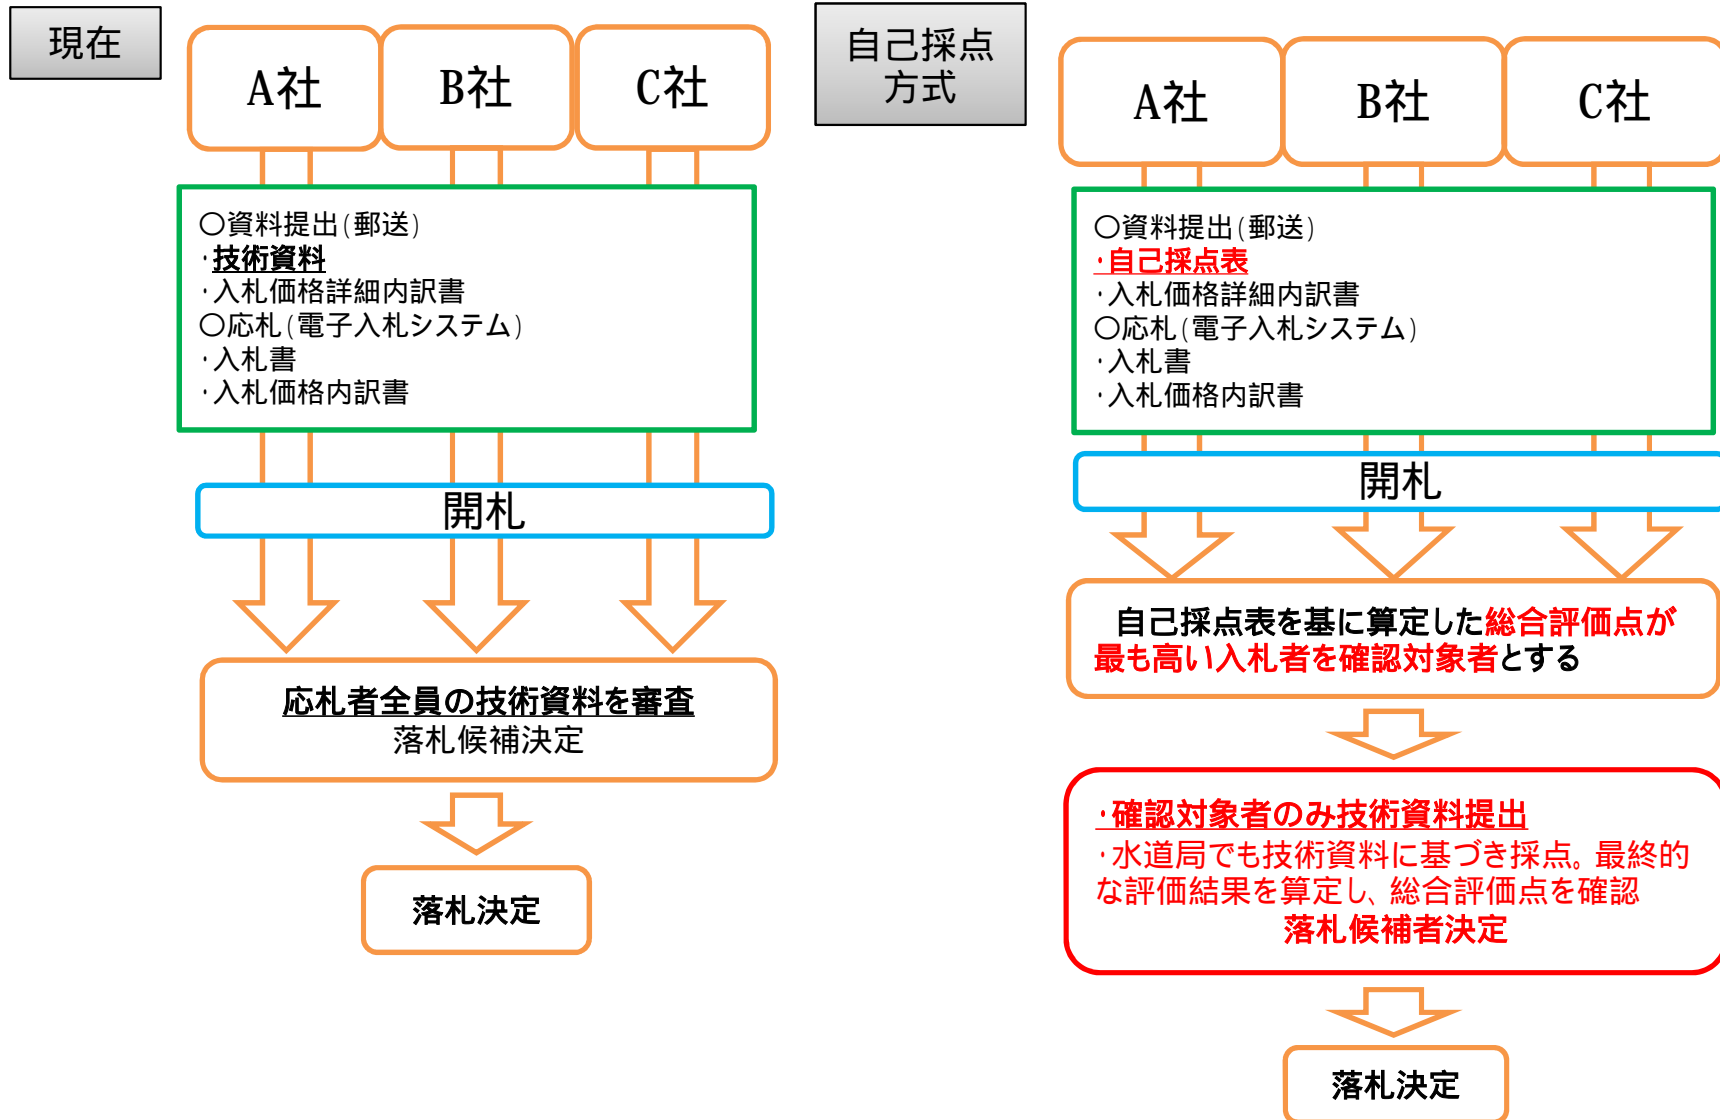 現在
A社
B社
C社
〇資料提出(郵送)
・技術資料
・入札価格詳細内訳書
〇応札(電子入札システム)
・入札書
・入札価格内訳書
開札
応札者全員の技術資料を審査
落札候補決定
落札決定
自己採点
方式
A社
B社
C社
〇資料提出(郵送)
・自己採点表
・入札価格詳細内訳書
〇応札(電子入札システム)
・入札書
・入札価格内訳書
開札
自己採点表を基に算定した総合評価点が
最も高い入札者を確認対象者とする
・確認対象者のみ技術資料提出
・水道局でも技術資料に基づき採点。最終的
な評価結果を算定し、総合評価点を確認
落札候補者決定
落札決定